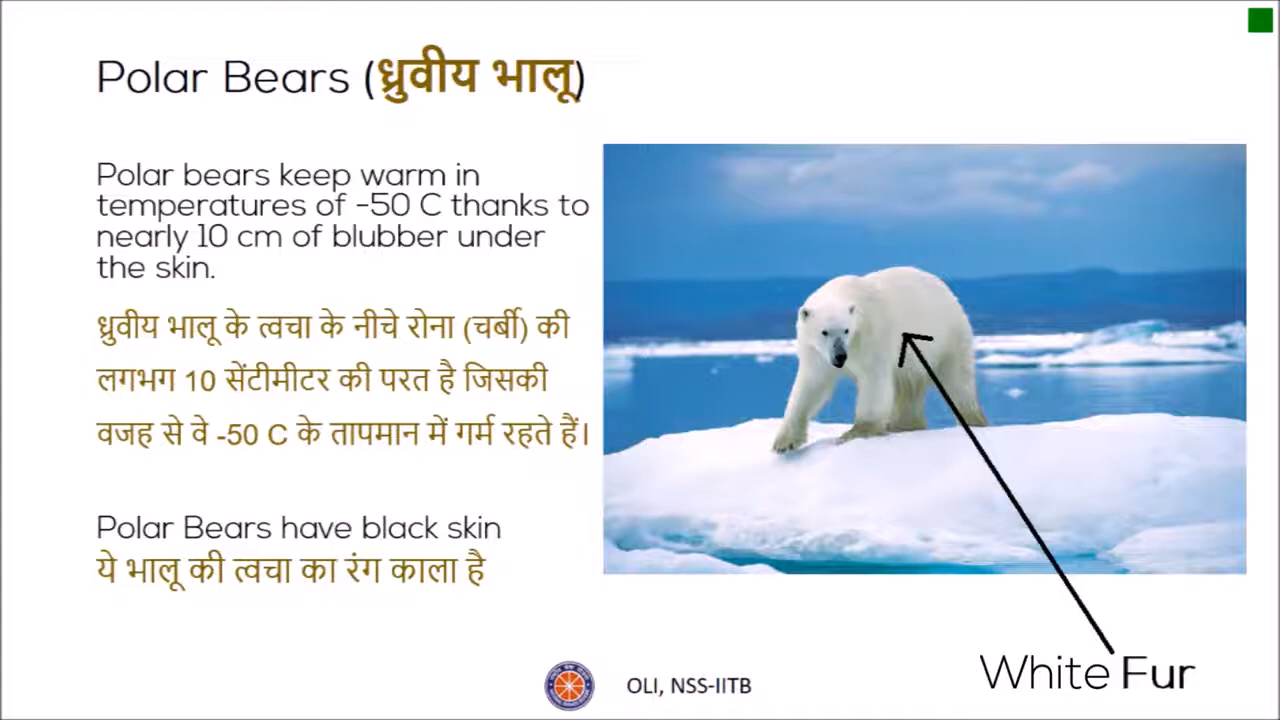 Polar Bears (ध्रुवीय भालू)
Polar bears keep warm in
temperatures of -50 C thanks to
nearly 10 cm of blubber under
the skin.
ध्रुवीय भालू के त्वचा के नीचे रोना (चर्बी) की
लगभग 10 सेंटीमीटर की परत है जिसकी
वजह से वे -50 C के तापमान में गर्म रहते हैं।
Polar Bears have black skin
ये भालू की त्वचा का रंग काला है
White Fur
OLI, NSS-IITB